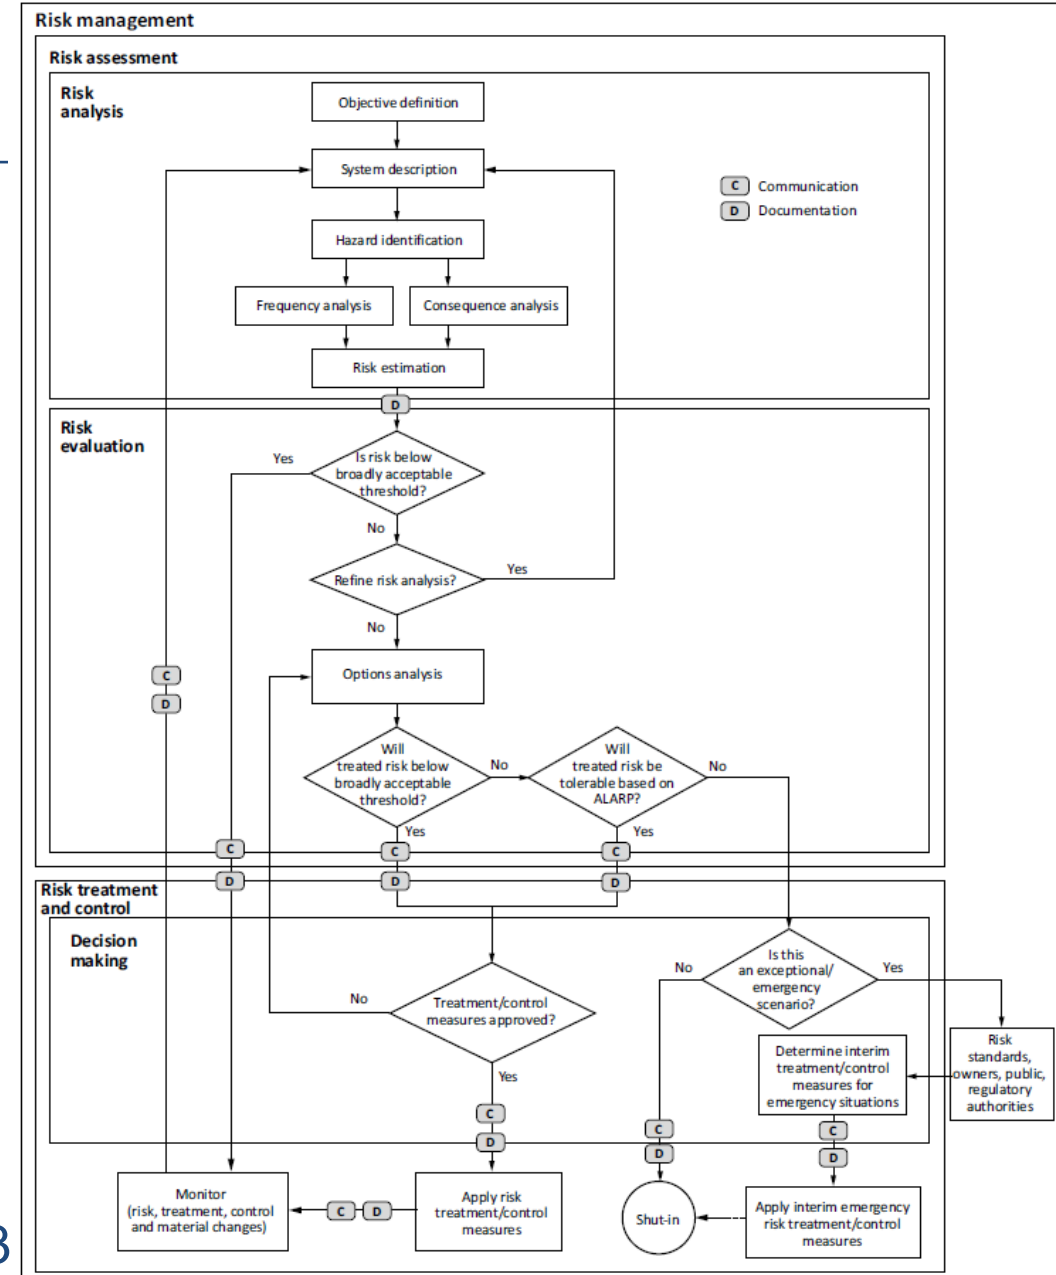 Risk management
Risk assessment
Risk
analysis
Objective definition
System description
C Communication
D Documentation
Hazard identification
Frequency analysis
Consequence analysis
Risk estimation
D
Risk
evaluation
Is risk below
broadly acceptable
threshold?
Yes
No
Refine risk analysis?
Yes
No
C
D
Options analysis
Will
treated risk below
broadly acceptable
threshold?
No
Will
treated risk be
tolerable based on
ALARP?
No
Yes
Yes
C
C
C
D
D
D
Risk treatment
and control
Decision
making
No
Treatment/control
measures approved?
Yes
No
Is this
an exceptional/
emergency
scenario?
Yes
Risk
standards,
owners, public,
regulatory
authorities
Determine interim
treatment/control
measures for
emergency situations
C
D
C
D
C
D
Monitor
(risk, treatment, control
and material changes)
C D
Apply risk
treatment/control
measures
Shut-in
Apply interim emergency
risk treatment/control
measures